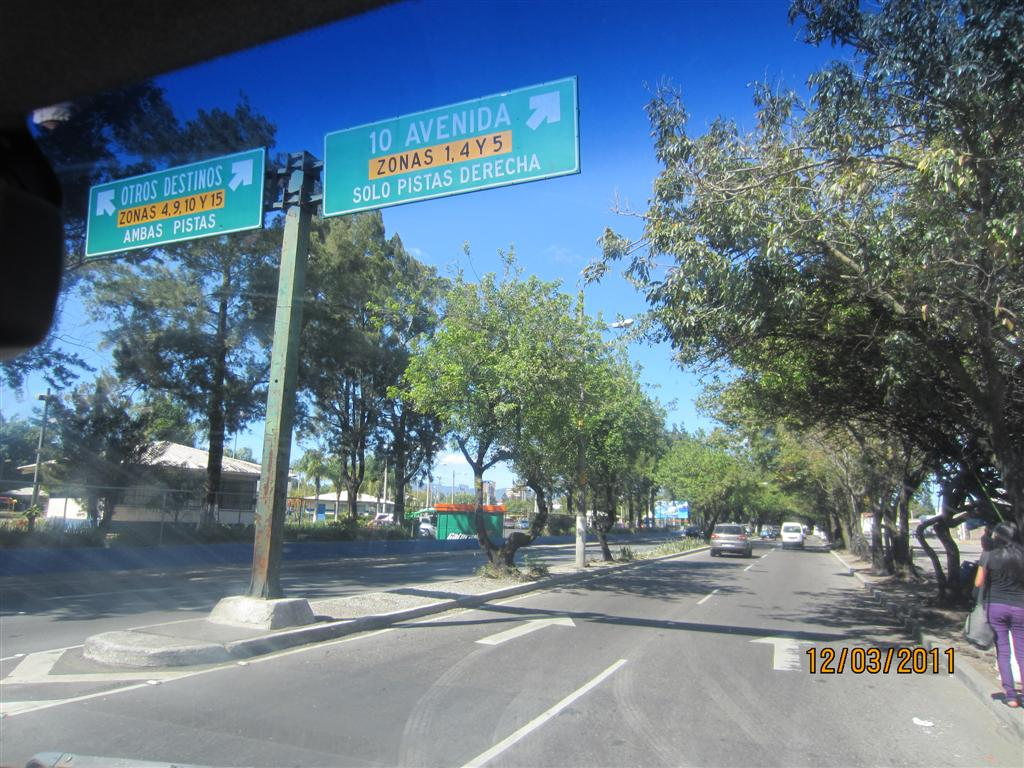 OTROS DESTINOS
ZONAS 4, 9, 10 Y 15
AMBAS PISTAS
10 AVENIDA
ZONAS 1, 4 Y 5
SOLO PISTAS DERECHA
12/03/2011